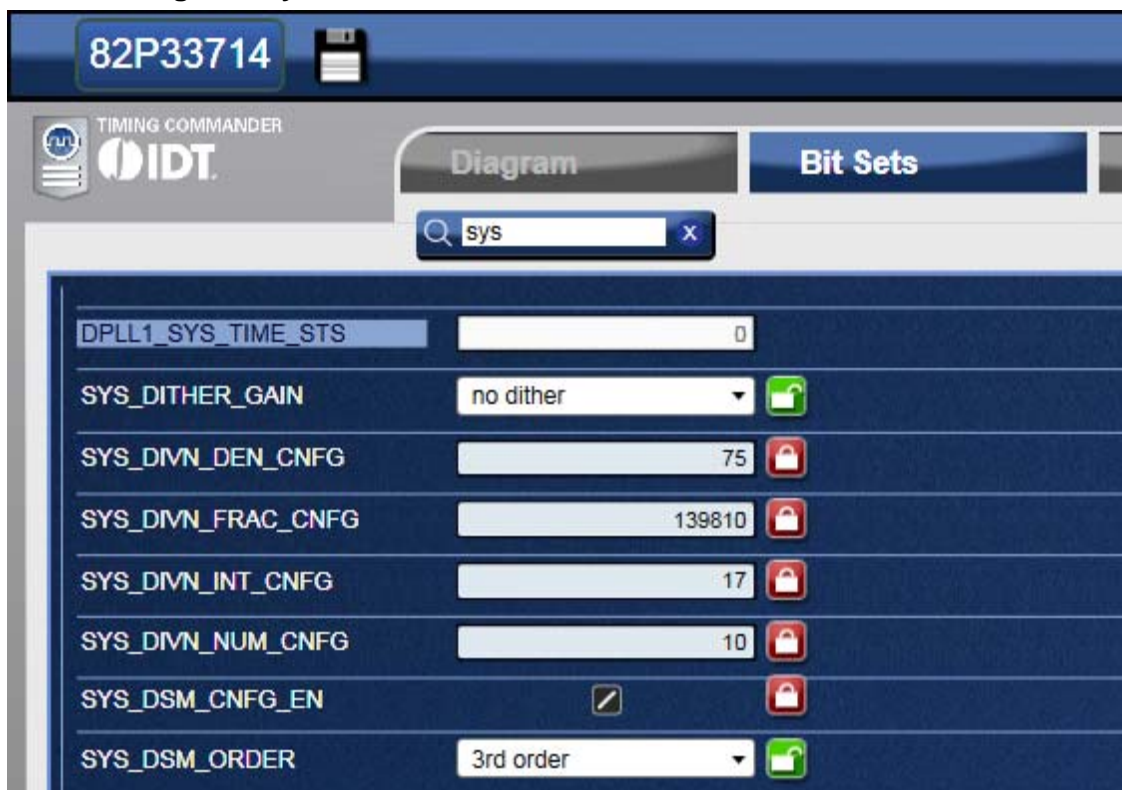 82P33714
TIMING COMMANDER
IDT.
Diagram
Bit Sets
sys
x
DPLL1_SYS_TIME_STS 0
SYS_DITHER_GAIN no dither
SYS_DIVN_DEN_CNFG 75
SYS_DIVN_FRAC_CNFG 139810
SYS_DIVN_INT_CNFG 17
SYS_DIVN_NUM_CNFG 10
SYS_DSM_CNFG_EN
SYS_DSM_ORDER 3rd order